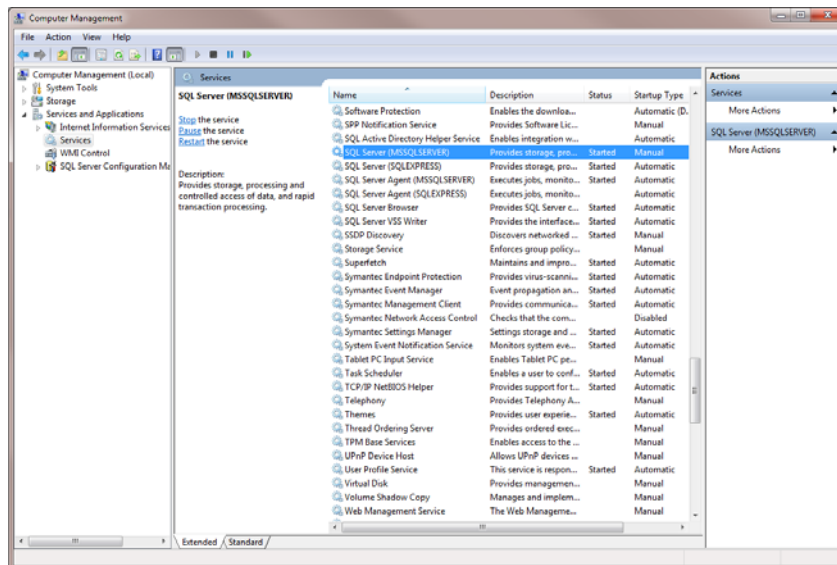 Computer Management
File Action View Help
Computer Management (Local)
System Tools
Storage
Services and Applications
Internet Information Services
Services
WMI Control
SQL Server Configuration Ma
Services
SQL Server (MSSQLSERVER)
Stop the service
Pause the service
Restart the service
Description:
Provides storage, processing and
controlled access of data, and rapid
transaction processing.
Name Description Status Startup Type
Software Protection Enables the downloa... Automatic (D.
SPP Notification Service Provides Software Lic... Manual
SQL Active Directory Helper Service Enables integration w... Automatic
SQL Server (MSSQLSERVER) Provides storage, pro... Started Manual
SQL Server (SQLEXPRESS) Provides storage, pro... Started Automatic
SQL Server Agent (MSSQLSERVER) Executes jobs, monito... Started Automatic
SQL Server Agent (SQLEXPRESS) Executes jobs, monito... Automatic
SQL Server Browser Provides SQL Server c... Started Automatic
SQL Server VSS Writer Provides the interface... Started Automatic
SSDP Discovery Discovers networked ... Started Manual
Storage Service Enforces group policy... Manual
Superfetch Maintains and impro... Started Automatic
Symantec Endpoint Protection Provides virus-scanni... Started Automatic
Symantec Event Manager Event propagation an... Started Automatic
Symantec Management Client Provides communica... Started Automatic
Symantec Network Access Control Checks that the com... Disabled
Symantec Settings Manager Settings storage and ... Started Automatic
System Event Notification Service Monitors system eve... Started Automatic
Tablet PC Input Service Enables Tablet PC pe... Manual
Task Scheduler Enables a user to conf... Started Automatic
TCP/IP NetBIOS Helper Provides support for t... Started Automatic
Telephony Provides Telephony A... Manual
Themes Provides user experie... Started Automatic
Thread Ordering Server Provides ordered exec... Manual
TPM Base Services Enables access to the ... Manual
UPnP Device Host Allows UPnP devices ... Manual
User Profile Service This service is respon... Started Automatic
Virtual Disk Provides managemen... Manual
Volume Shadow Copy Manages and implem... Manual
Web Management Service The Web Manageme... Manual
Extended Standard
Actions
Services
More Actions
SQL Server (MSSQLSERVER)
More Actions